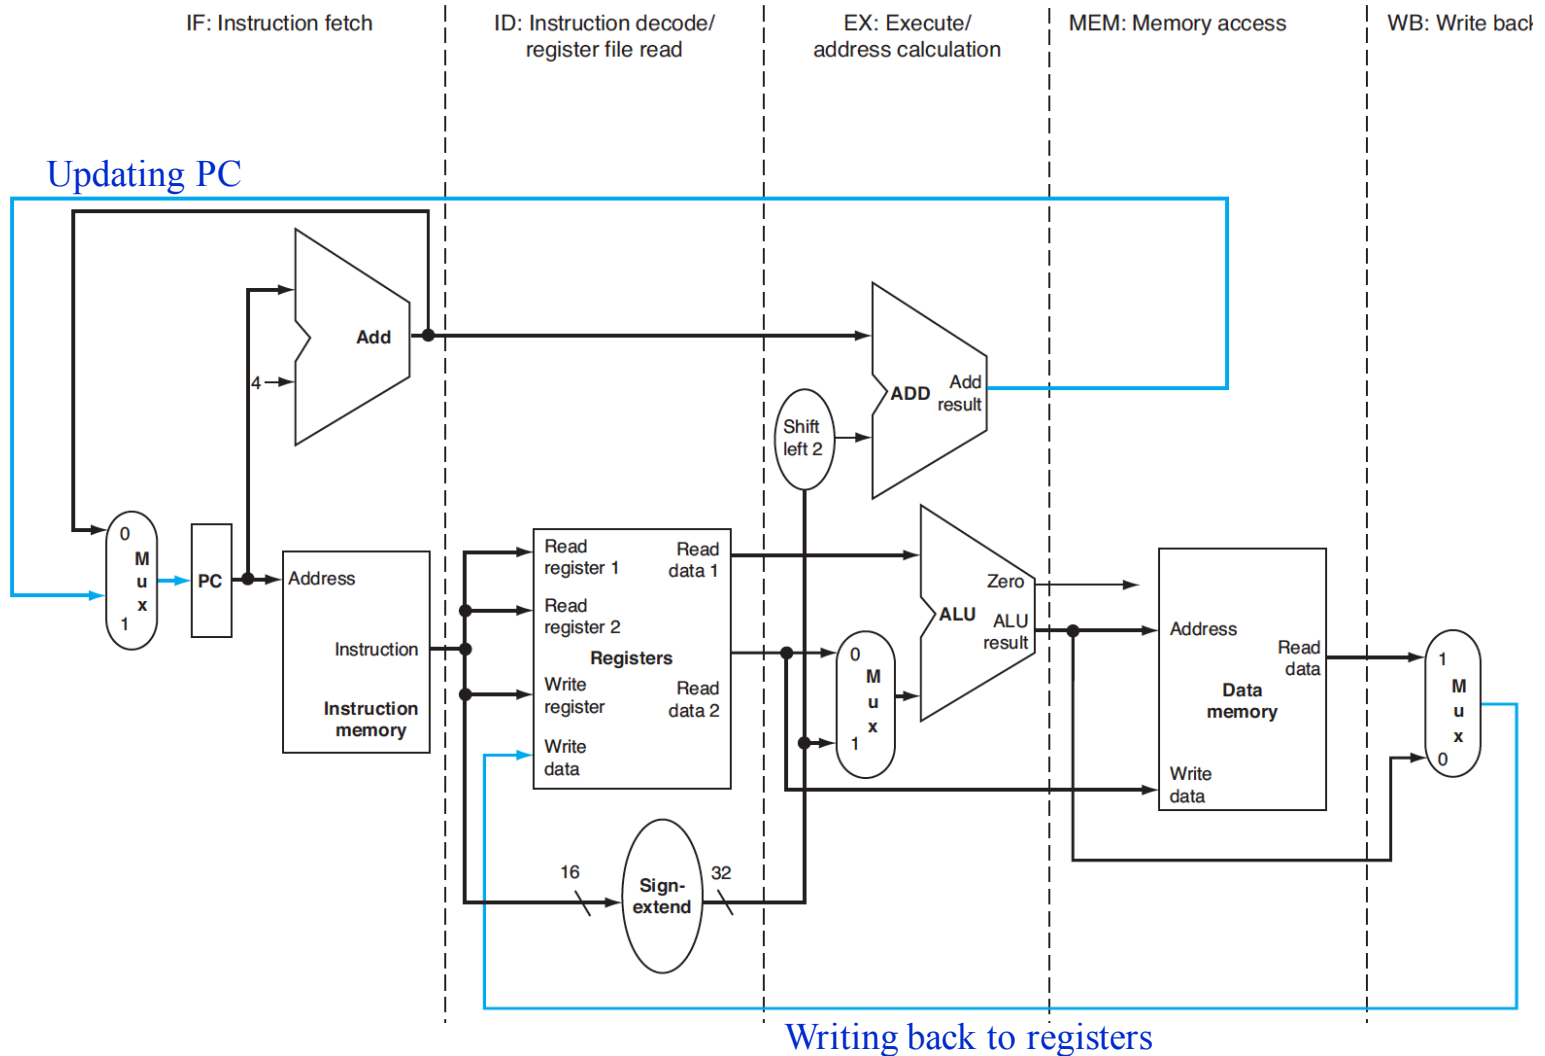 IF: Instruction fetch
ID: Instruction decode/
register file read
EX: Execute/
address calculation
MEM: Memory access
WB: Write back
Updating PC
Add
4
ADD
Add
result
Shift
left 2
0
M
u
x
1
PC
Address
Instruction
Instruction
memory
Read
register 1
Read
data 1
Read
register 2
Registers
Write
register
Read
data 2
Write
data
0
M
u
x
1
Zero
ALU
ALU
result
Address
Read
data
Data
memory
Write
data
1
M
u
x
0
16
Sign-
extend
32
Writing back to registers